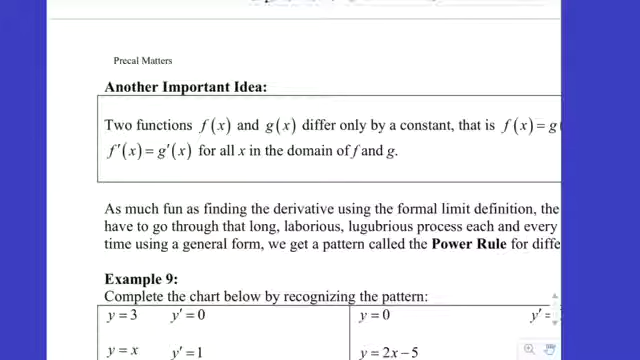 Precal Matters
Another Important Idea:
Two functions f(x) and g(x) differ only by a constant, that is f(x) = g(
f′(x) = g′(x) for all x in the domain of f and g.
As much fun as finding the derivative using the formal limit definition, the
have to go through that long, laborious, lugubrious process each and every
time using a general form, we get a pattern called the Power Rule for diffe
Example 9:
Complete the chart below by recognizing the pattern:
y = 3 y′ = 0 y = 0 y′ =
y = x y′ = 1 y = 2x − 5